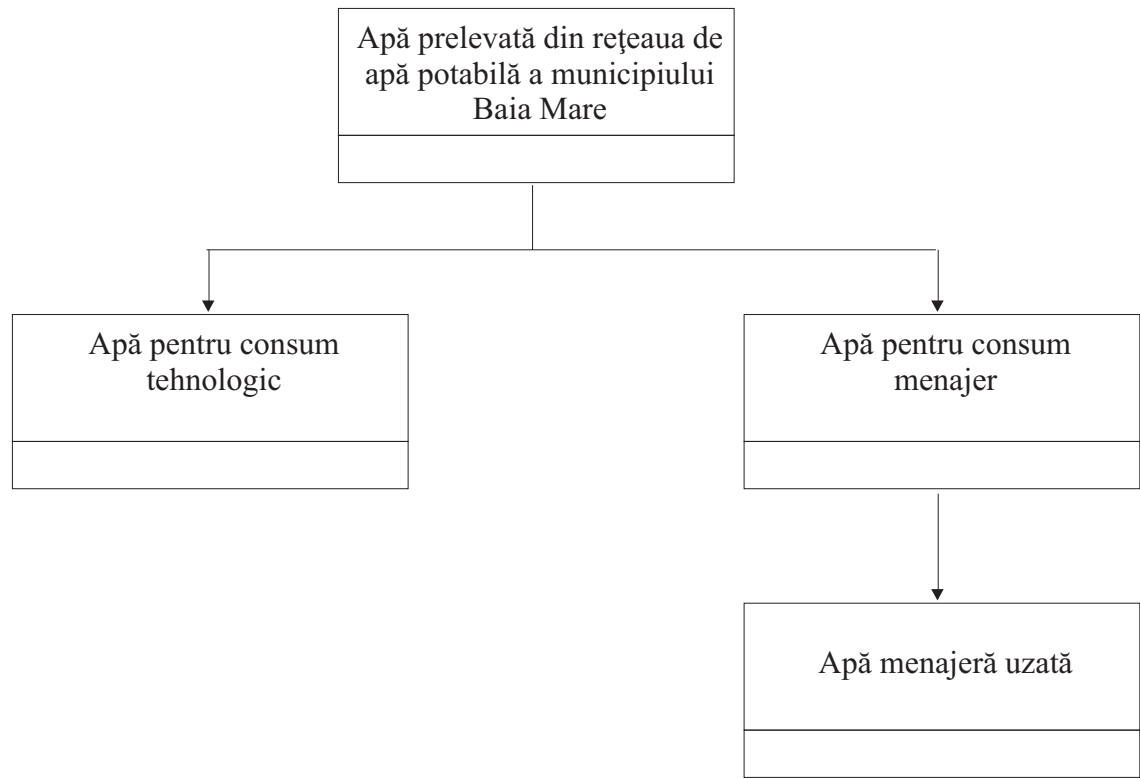 Apă prelevată din reţeaua de
apă potabilă a municipiului
Baia Mare
Apă pentru consum
tehnologic
Apă pentru consum
menajer
Apă menajeră uzată